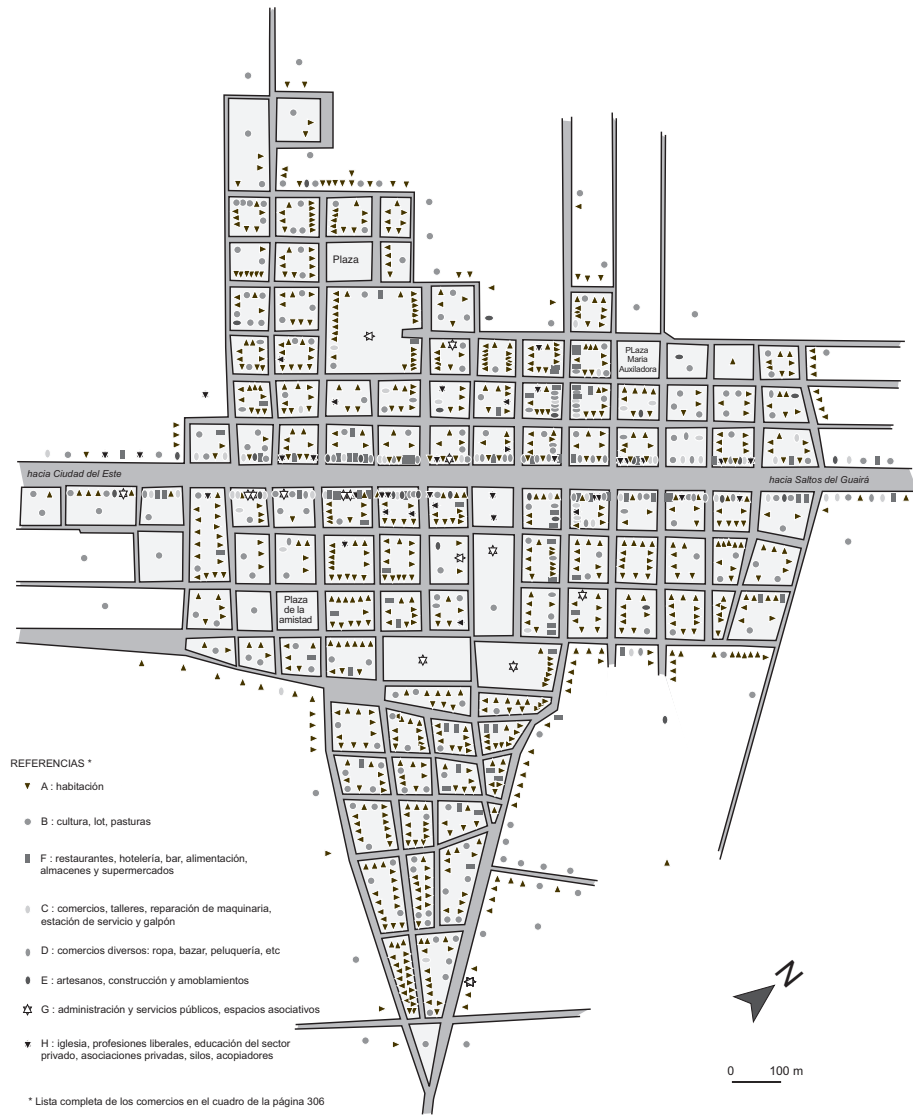 Plaza
PLaza
Maria
Auxiliadora
hacia Ciudad del Este
hacia Saltos del Guairá
Plaza
de la
amistad
REFERENCIAS *
A : habitación
B : cultura, lot, pasturas
F : restaurantes, hotelería, bar, alimentación,
almacenes y supermercados
C : comercios, talleres, reparación de maquinaria,
estación de servicio y galpón
D : comercios diversos: ropa, bazar, peluquería, etc
E : artesanos, construcción y amoblamientos
G : administración y servicios públicos, espacios asociativos
H : iglesia, profesiones liberales, educación del sector
privado, asociaciones privadas, silos, acopiadores
* Lista completa de los comercios en el cuadro de la página 306
N
0 100 m